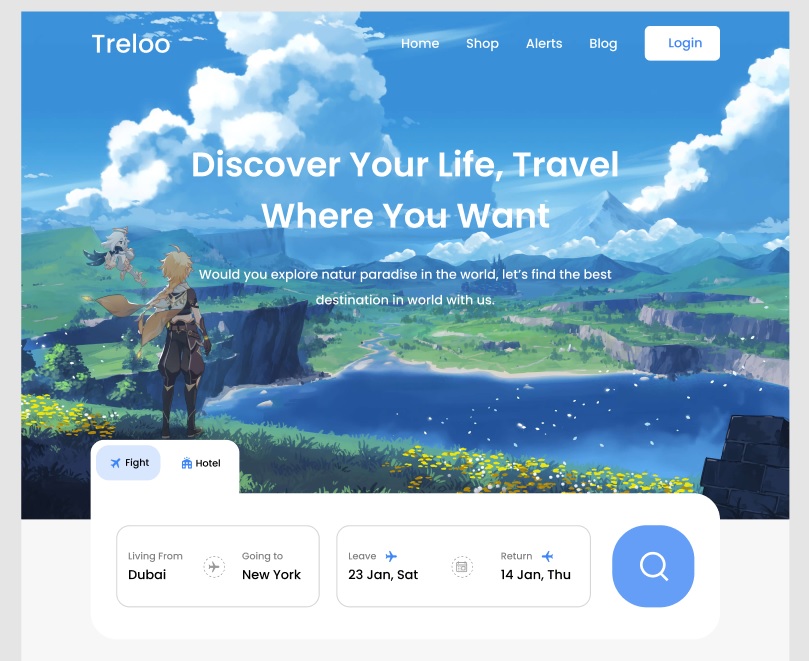 Treloo
Home Shop Alerts Blog Login
Discover Your Life, Travel
Where You Want
Would you explore natur paradise in the world, let's find the best
destination in world with us.
Fight Hotel
Living From Going to Leave Return
Dubai New York 23 Jan, Sat 14 Jan, Thu